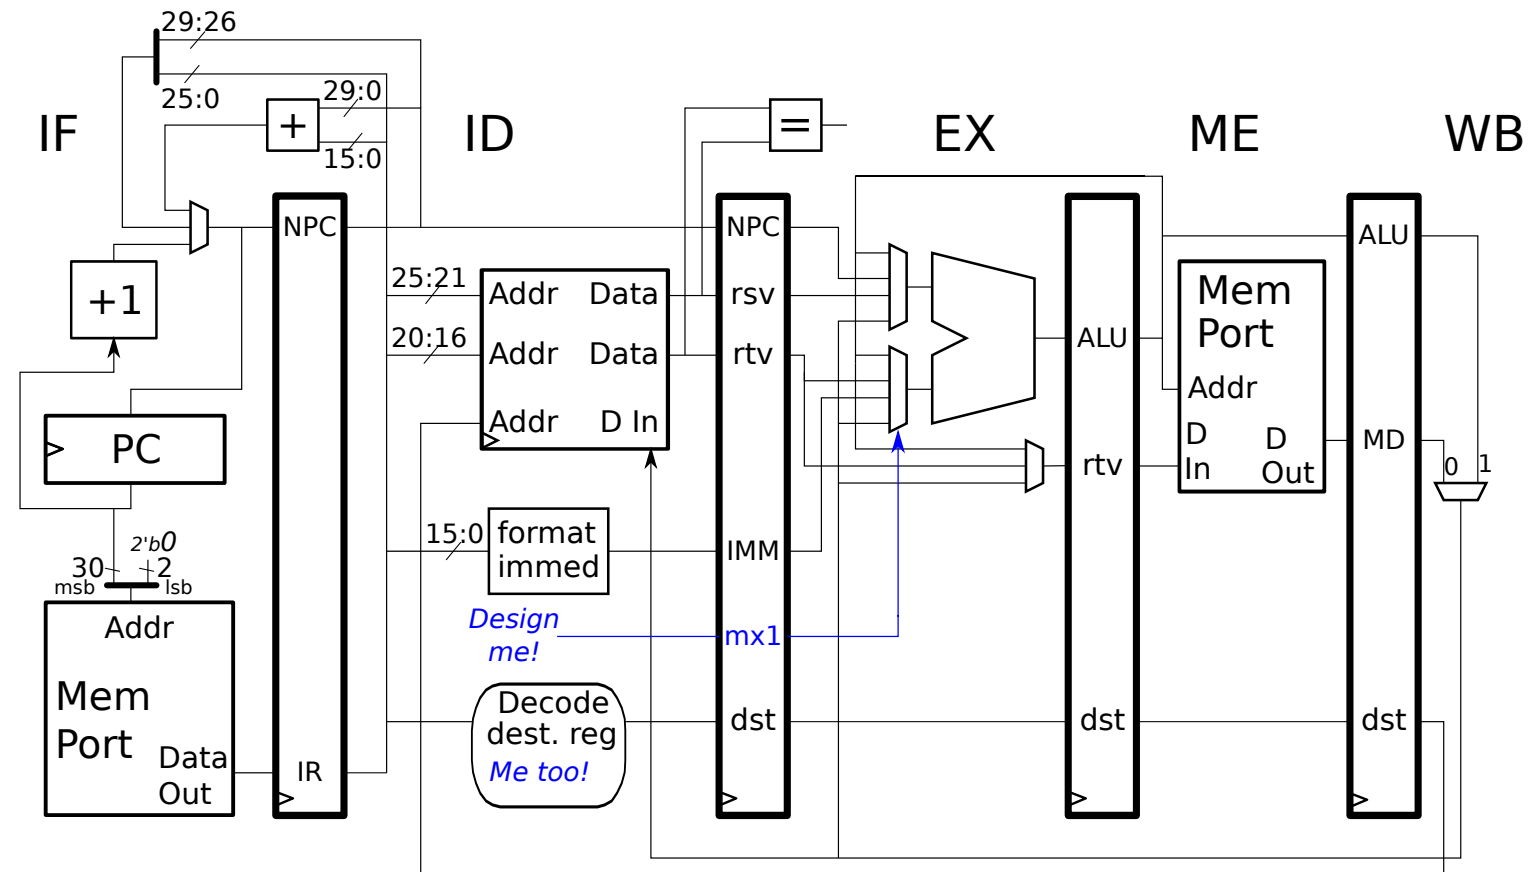 29:26
25:0
29:0
15:0
+
=
IF
ID
EX
ME
WB
NPC
NPC
ALU
+1
25:21
Addr
Data
rsv
20:16
Addr
Data
rtv
Addr
D In
ALU
Mem
Port
Addr
D
In
D
Out
PC
rtv
MD
0
1
15:0
format
immed
IMM
2'b0
30
2
msb
lsb
Addr
Mem
Port
Data
Out
IR
Design
me!
mx1
Decode
dest. reg
Me too!
dst
dst
dst